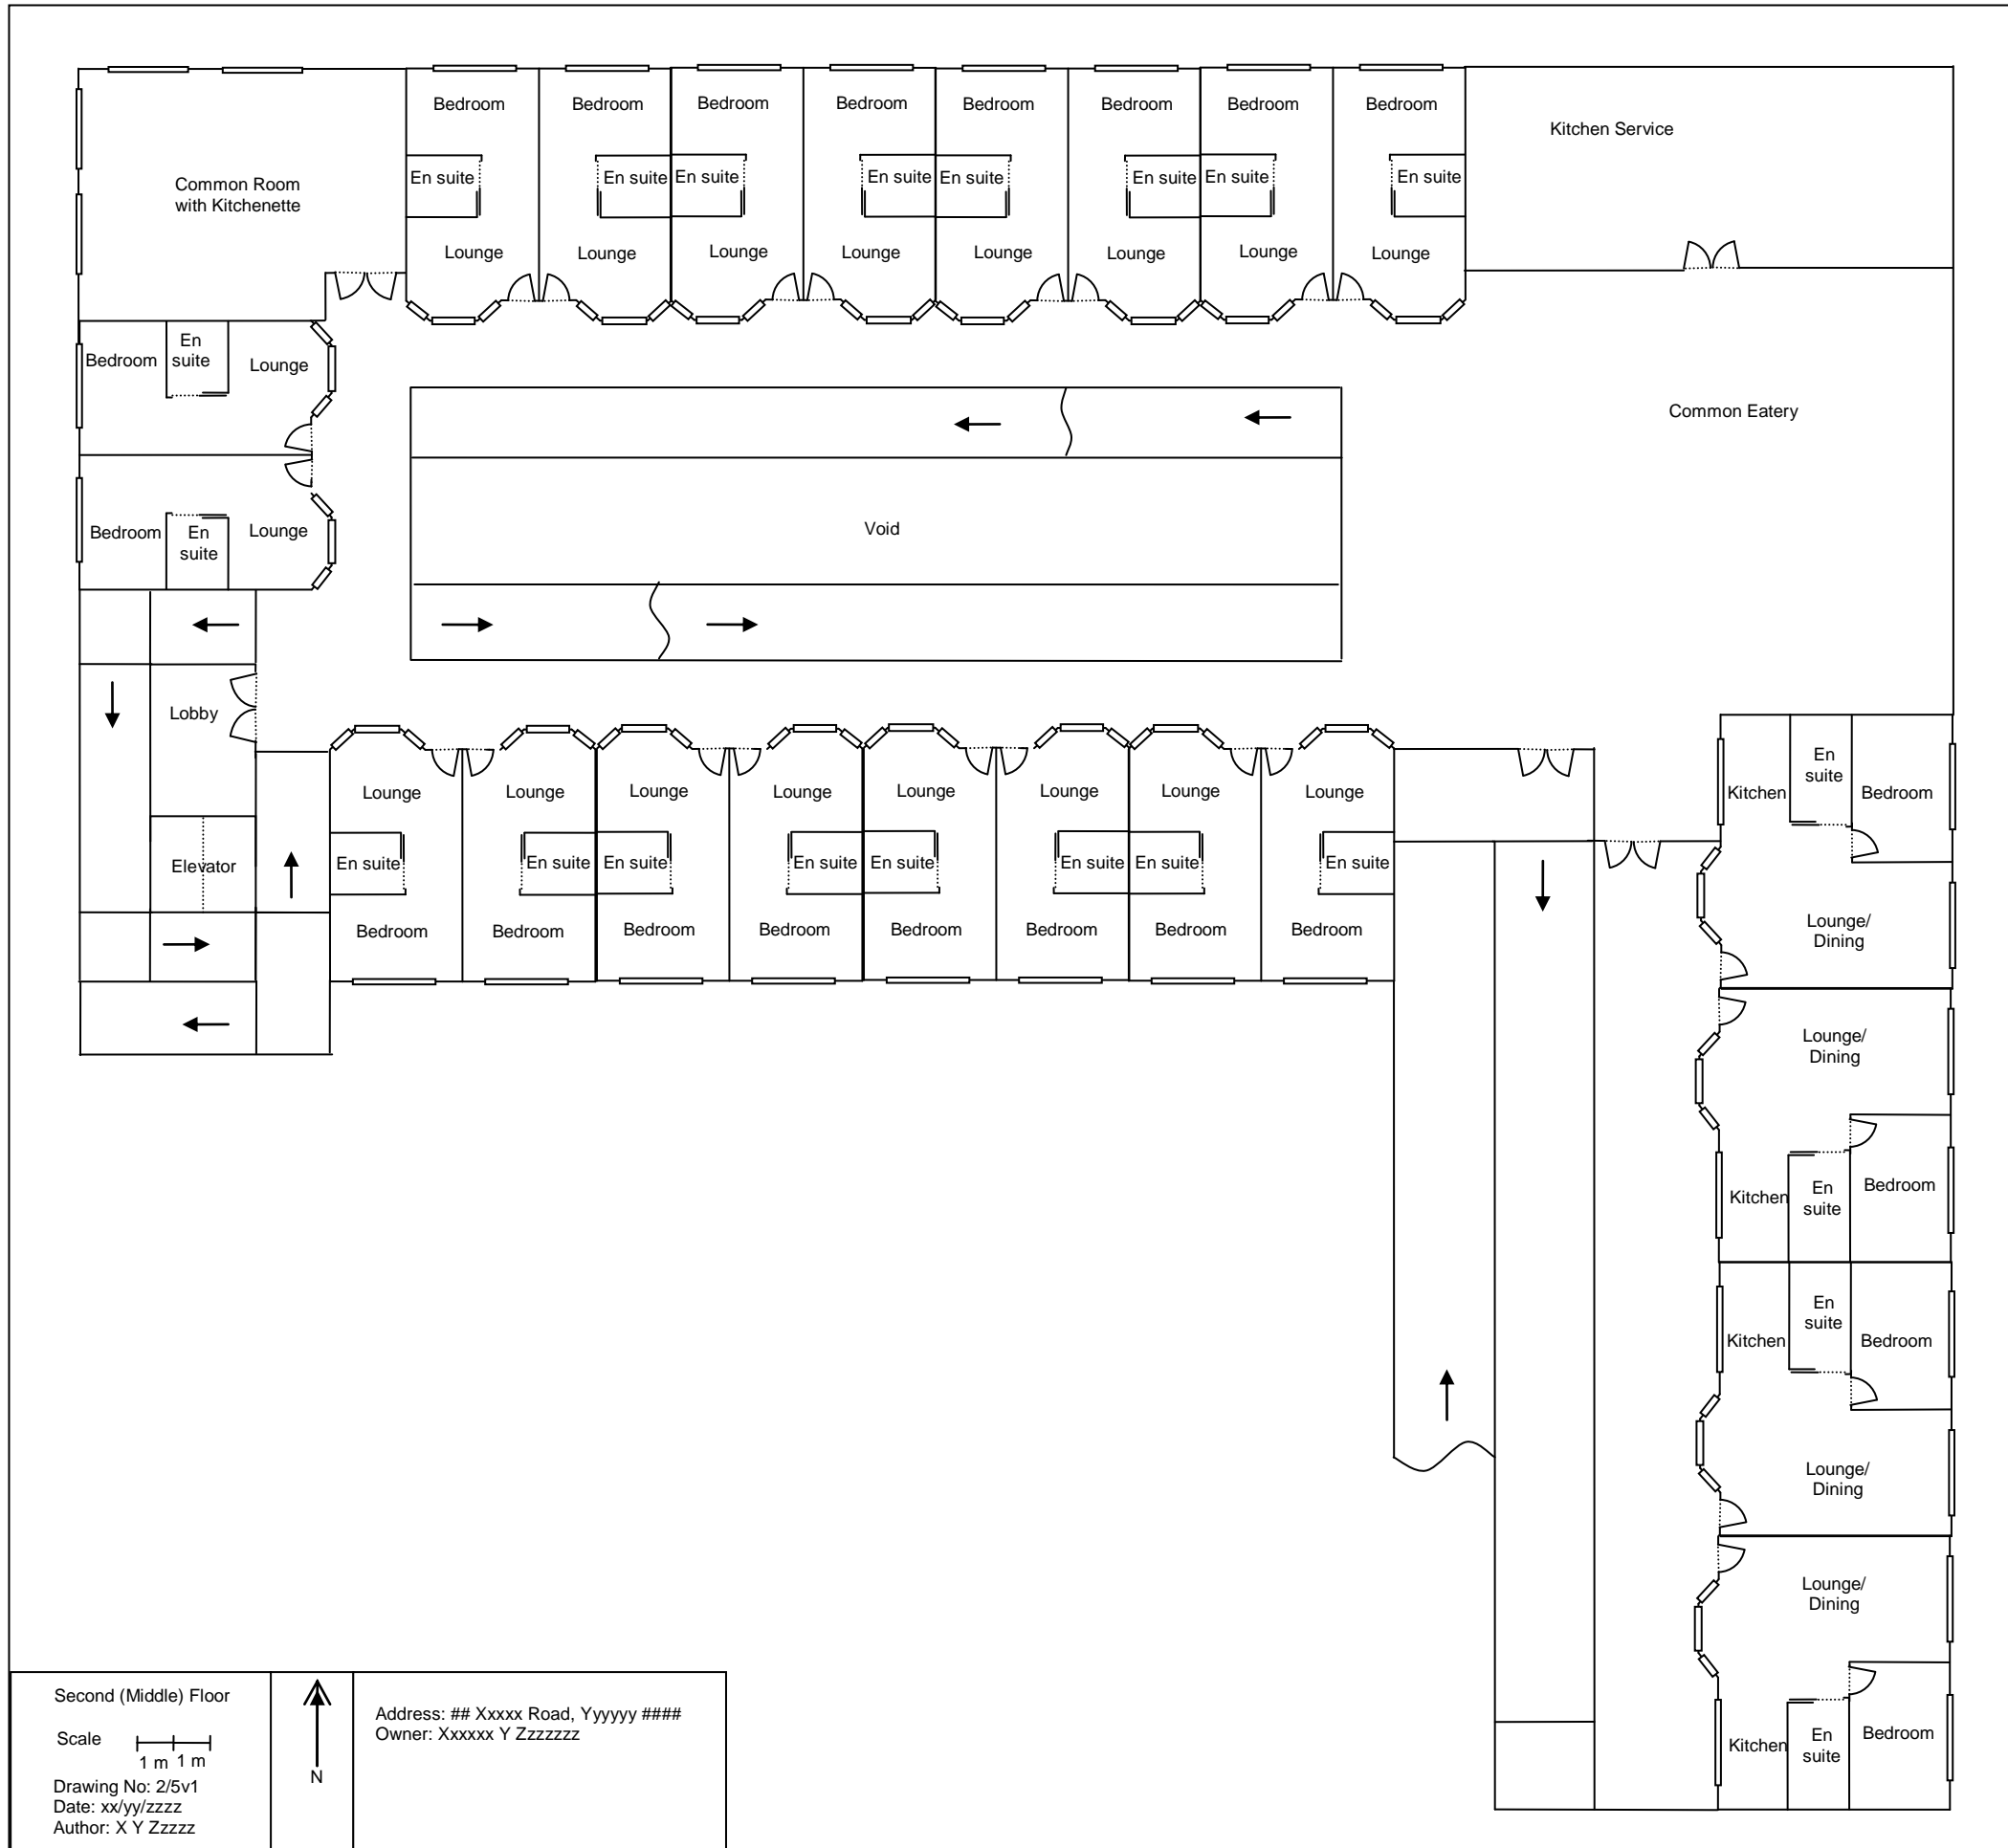 Bedroom Bedroom Bedroom Bedroom Bedroom Bedroom Bedroom Bedroom
Kitchen Service
Common Room
with Kitchenette
En suite En suite En suite En suite En suite En suite En suite En suite
Lounge Lounge Lounge Lounge Lounge Lounge Lounge Lounge
Bedroom
En
suite
Lounge
Common Eatery
Bedroom
En
suite
Lounge
Void
Lobby
Elevator
Lounge Lounge Lounge Lounge Lounge Lounge Lounge Lounge
En suite En suite En suite En suite En suite En suite En suite En suite
Bedroom Bedroom Bedroom Bedroom Bedroom Bedroom Bedroom Bedroom
Kitchen
En
suite
Bedroom
Lounge/
Dining
Lounge/
Dining
Kitchen
En
suite
Bedroom
Kitchen
En
suite
Bedroom
Lounge/
Dining
Lounge/
Dining
Kitchen
En
suite
Bedroom
Second (Middle) Floor
Scale
1 m 1 m
Drawing No: 2/5v1
Date: xx/yy/zzzz
Author: X Y Zzzzz
N
Address: ## Xxxxx Road, Yyyyyy ####
Owner: Xxxxxx Y Zzzzzzz